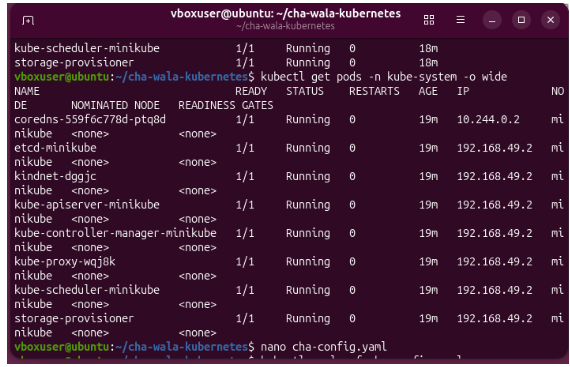 vboxuser@ubuntu: ~/cha-wala-kubernetes
~/cha-wala-kubernetes
kube-scheduler-minikube 1/1 Running 0 18m
storage-provisioner 1/1 Running 0 18m
vboxuser@ubuntu:~/cha-wala-kubernetes$ kubectl get pods -n kube-system -o wide
NAME READY STATUS RESTARTS AGE IP NO
DE NOMINATED NODE READINESS GATES
coredns-559f6c778d-ptq8d 1/1 Running 0 19m 10.244.0.2 mi
nikube <none> <none>
etcd-minikube 1/1 Running 0 19m 192.168.49.2 mi
nikube <none> <none>
kindnet-dggjc 1/1 Running 0 19m 192.168.49.2 mi
nikube <none> <none>
kube-apiserver-minikube 1/1 Running 0 19m 192.168.49.2 mi
nikube <none> <none>
kube-controller-manager-minikube 1/1 Running 0 19m 192.168.49.2 mi
nikube <none> <none>
kube-proxy-wqj8k 1/1 Running 0 19m 192.168.49.2 mi
nikube <none> <none>
kube-scheduler-minikube 1/1 Running 0 19m 192.168.49.2 mi
nikube <none> <none>
storage-provisioner 1/1 Running 0 19m 192.168.49.2 mi
nikube <none> <none>
vboxuser@ubuntu:~/cha-wala-kubernetes$ nano cha-config.yaml